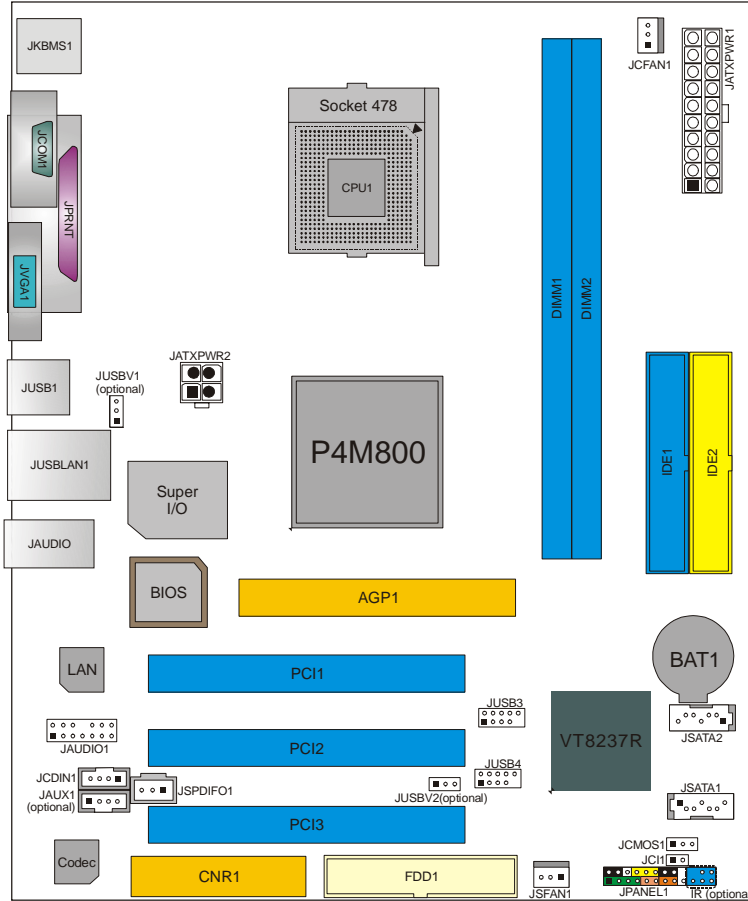 JKBMS1
JCFAN1
JATXPWR1
Socket 478
CPU1
JCOM1
JPRNT
JVGA1
DIMM1
DIMM2
JATXPWR2
JUSB1
JUSBV1
(optional)
JUSBLAN1
P4M800
IDE1
IDE2
Super
I/O
JAUDIO
BIOS
AGP1
LAN
PCI1
BAT1
JUSB3
VT8237R
JSATA2
JAUDIO1
PCI2
JUSB4
JCDIN1
JAUX1
(optional)
JSPDIFO1
JUSBV2(optional)
JSATA1
PCI3
JCMOS1
JCI1
Codec
CNR1
FDD1
JSFAN1
JPANEL1
IR (optiona